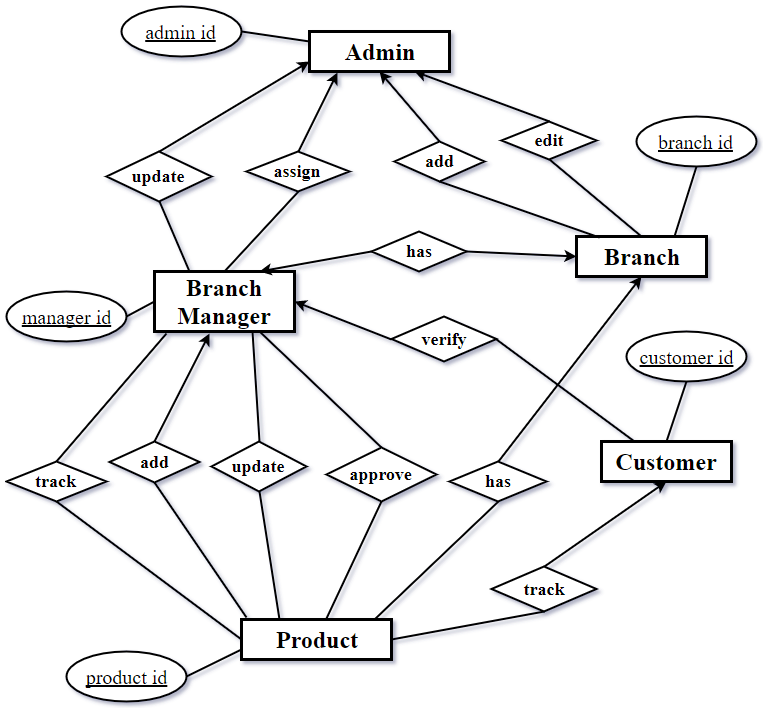 admin id
Admin
add
edit
branch id
update
assign
has
Branch
Branch
Manager
manager id
verify
customer id
track
add
update
approve
has
Customer
track
Product
product id